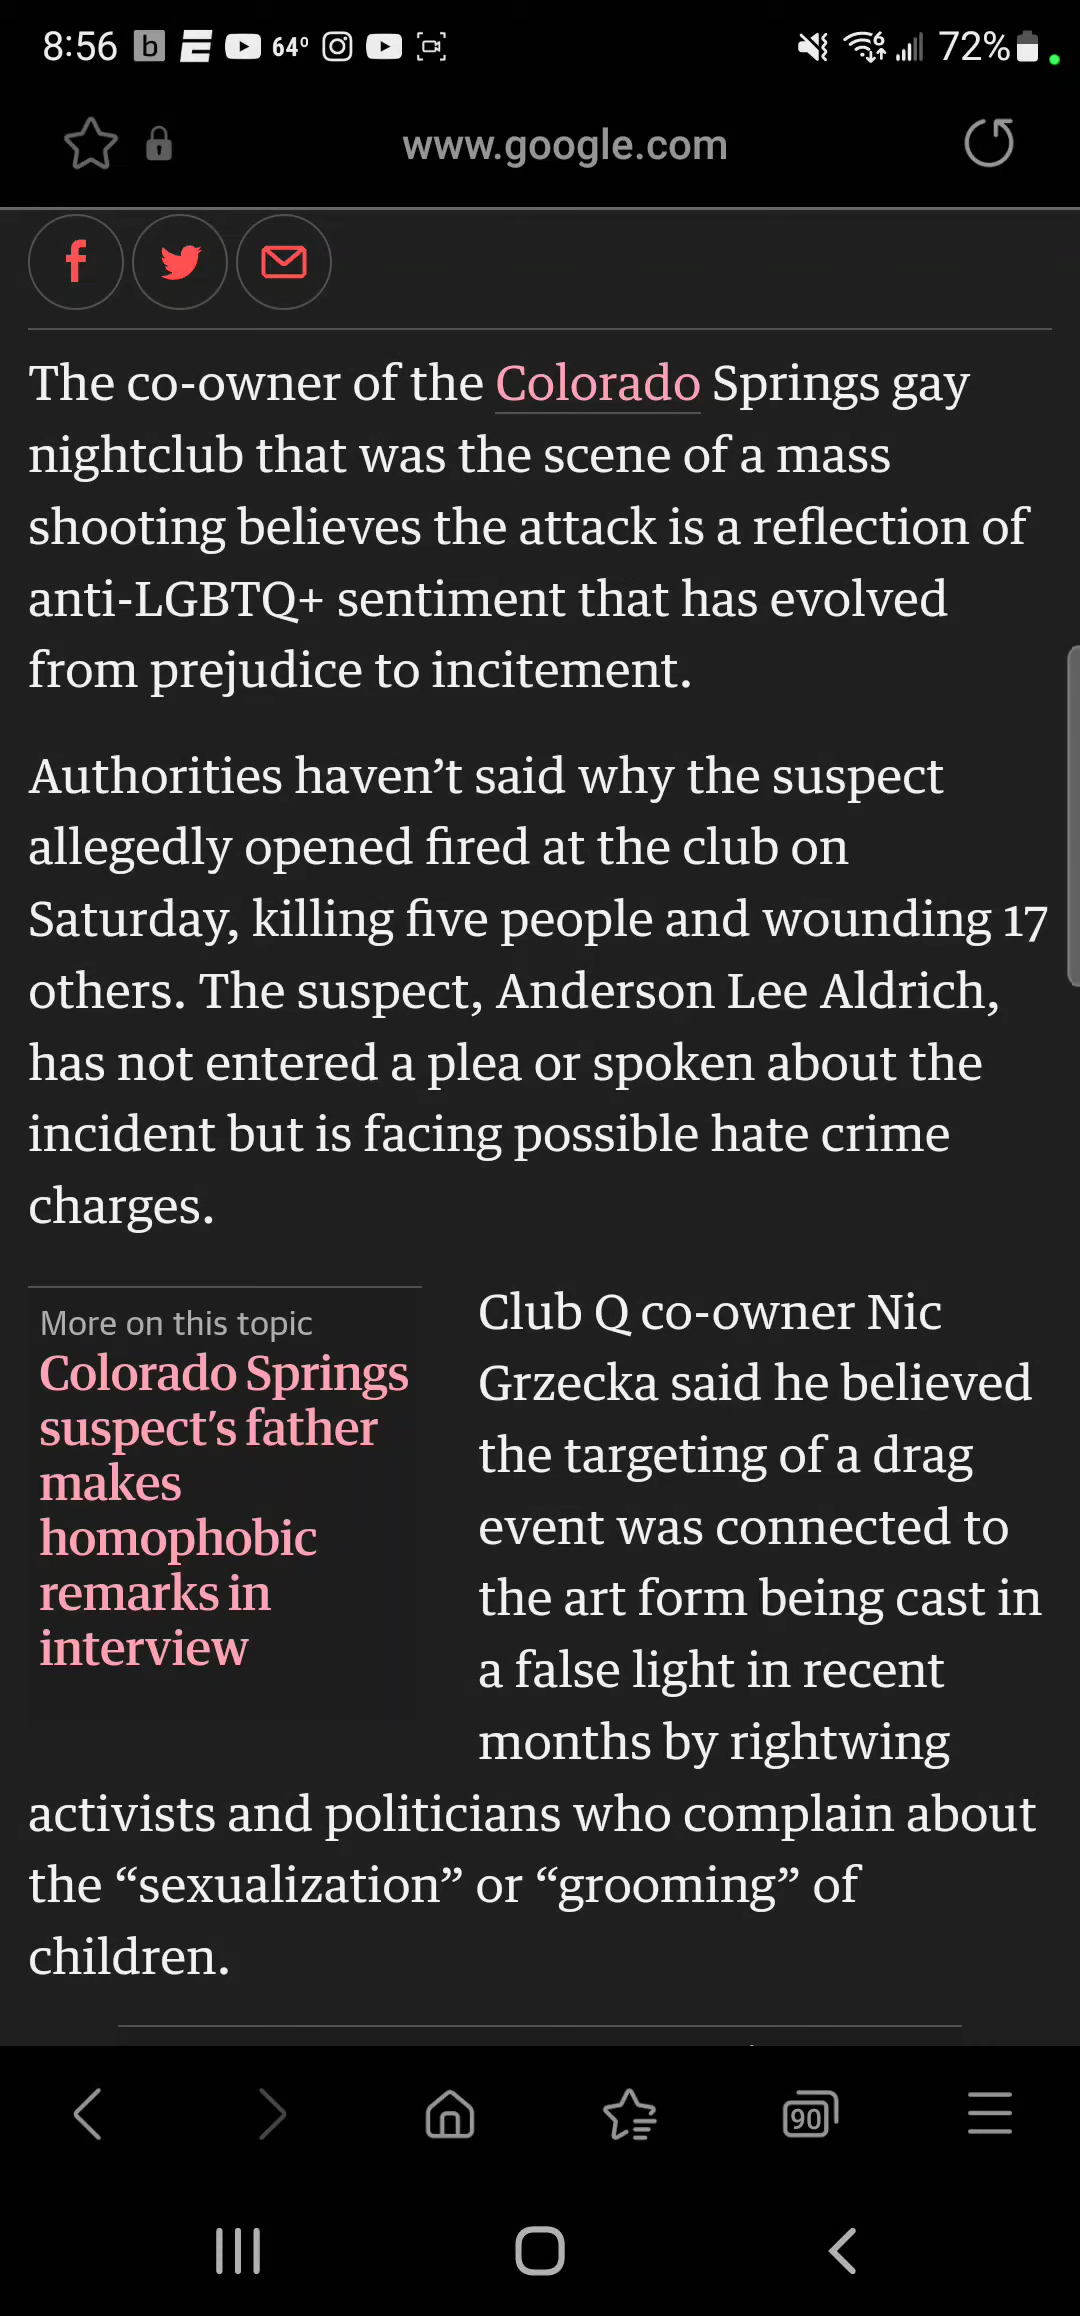 8:56 b 64° 6 72%
www.google.com
f
The co-owner of the Colorado Springs gay
nightclub that was the scene of a mass
shooting believes the attack is a reflection of
anti-LGBTQ+ sentiment that has evolved
from prejudice to incitement.
Authorities haven’t said why the suspect
allegedly opened fired at the club on
Saturday, killing five people and wounding 17
others. The suspect, Anderson Lee Aldrich,
has not entered a plea or spoken about the
incident but is facing possible hate crime
charges.
More on this topic
Colorado Springs
suspect’s father
makes
homophobic
remarks in
interview
Club Q co-owner Nic
Grzecka said he believed
the targeting of a drag
event was connected to
the art form being cast in
a false light in recent
months by rightwing
activists and politicians who complain about
the “sexualization” or “grooming” of
children.
90